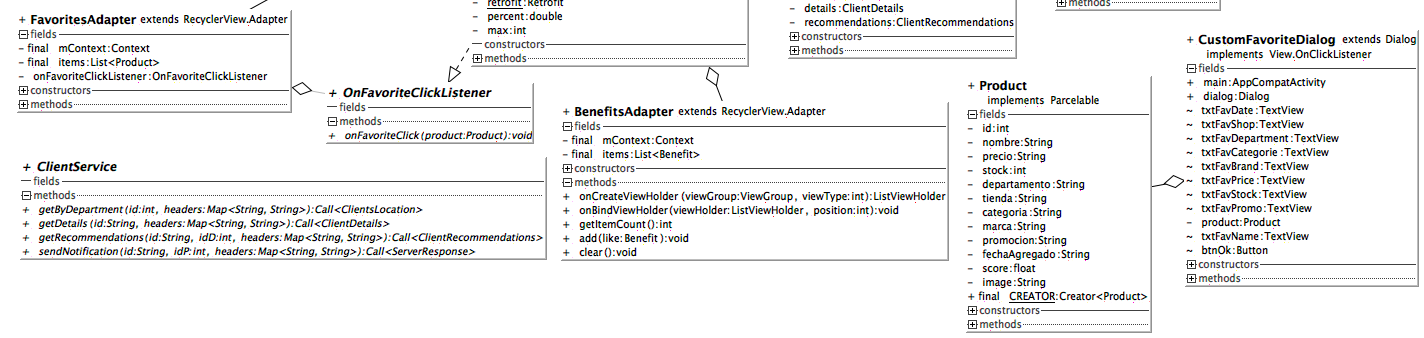 + FavoritesAdapter extends RecyclerView.Adapter
fields
- final mContext:Context
- final items:List<Product>
- onFavoriteClickListener:OnFavoriteClickListener
constructors
methods
- retrofit:Retrofit
- percent:double
- max:int
constructors
methods
- details:ClientDetails
- recommendations:ClientRecommendations
constructors
methods
methods
+ OnFavoriteClickListener
fields
methods
+ onFavoriteClick(product:Product):void
+ ClientService
fields
methods
+ getByDepartment(id:int, headers:Map<String, String>):Call<ClientsLocation>
+ getDetails(id:String, headers:Map<String, String>):Call<ClientDetails>
+ getRecommendations(id:String, idD:int, headers:Map<String, String>):Call<ClientRecommendations>
+ sendNotification(id:String, idP:int, headers:Map<String, String>):Call<ServerResponse>
+ BenefitsAdapter extends RecyclerView.Adapter
fields
- final mContext:Context
- final items:List<Benefit>
constructors
methods
+ onCreateViewHolder(viewGroup:ViewGroup, viewType:int):ListViewHolder
+ onBindViewHolder(viewHolder:ListViewHolder, position:int):void
+ getItemCount():int
+ add(like:Benefit):void
+ clear():void
+ Product
implements Parcelable
fields
- id:int
- nombre:String
- precio:String
- stock:int
- departamento:String
- tienda:String
- categoria:String
- marca:String
- promocion:String
- fechaAgregado:String
- score:float
- image:String
+ final CREATOR:Creator<Product>
constructors
methods
+ CustomFavoriteDialog extends Dialog
implements View.OnClickListener
fields
+ main:AppCompatActivity
+ dialog:Dialog
~ txtFavDate:TextView
~ txtFavShop:TextView
~ txtFavDepartment:TextView
~ txtFavCategorie:TextView
~ txtFavBrand:TextView
~ txtFavPrice:TextView
~ txtFavStock:TextView
~ txtFavPromo:TextView
- product:Product
~ txtFavName:TextView
~ btnOk:Button
constructors
methods